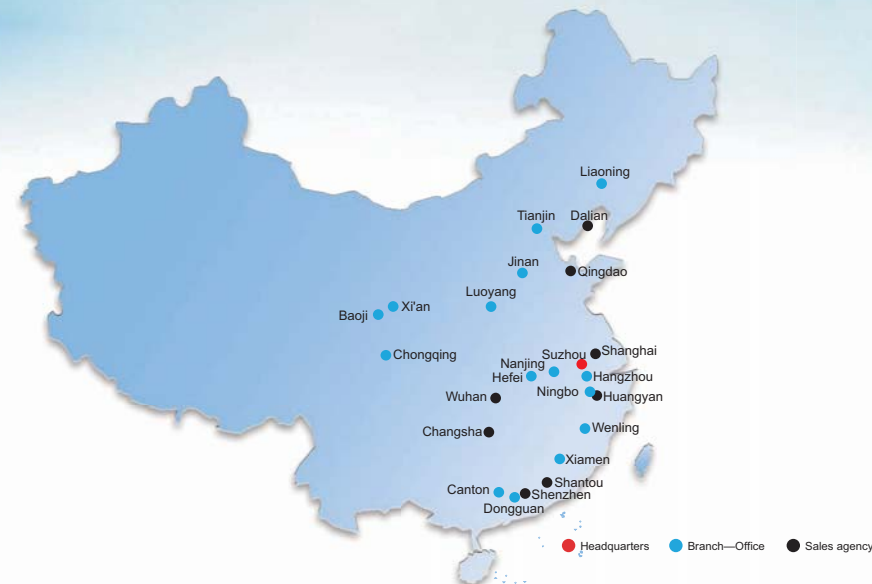 Liaoning
Tianjin
Dalian
Jinan
Qingdao
Luoyang
Xi'an
Baoji
Chongqing
Suzhou
Shanghai
Nanjing
Hefei
Hangzhou
Ningbo
Wuhan
Huangyan
Changsha
Wenling
Xiamen
Shantou
Canton
Shenzhen
Dongguan
Headquarters
Branch—Office
Sales agency